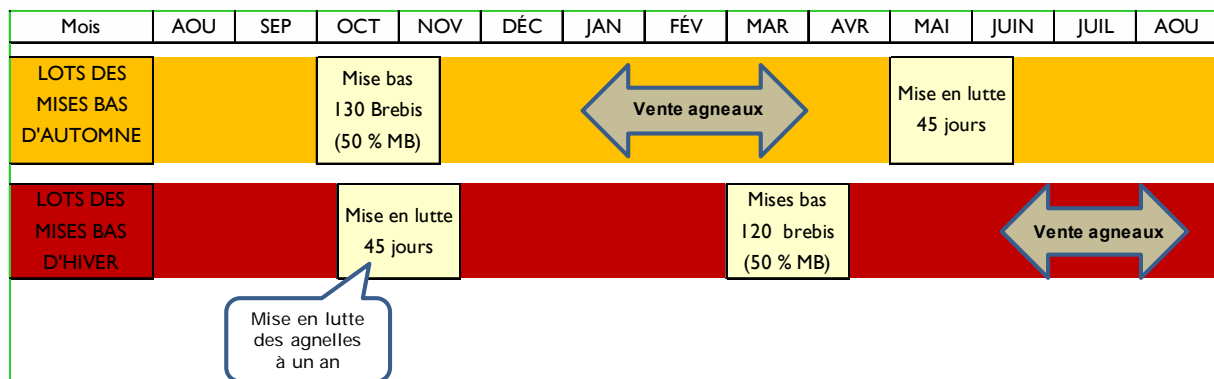 Mois AOU SEP OCT NOV DÉC JAN FÉV MAR AVR MAI JUIN JUIL AOU
LOTS DES
MISES BAS
D'AUTOMNE
Mise bas
130 Brebis
(50 % MB)
Vente agneaux
Mise en lutte
45 jours
LOTS DES
MISES BAS
D'HIVER
Mise en lutte
45 jours
Mises bas
120 brebis
(50 % MB)
Vente agneaux
Mise en lutte
des agnelles
à un an